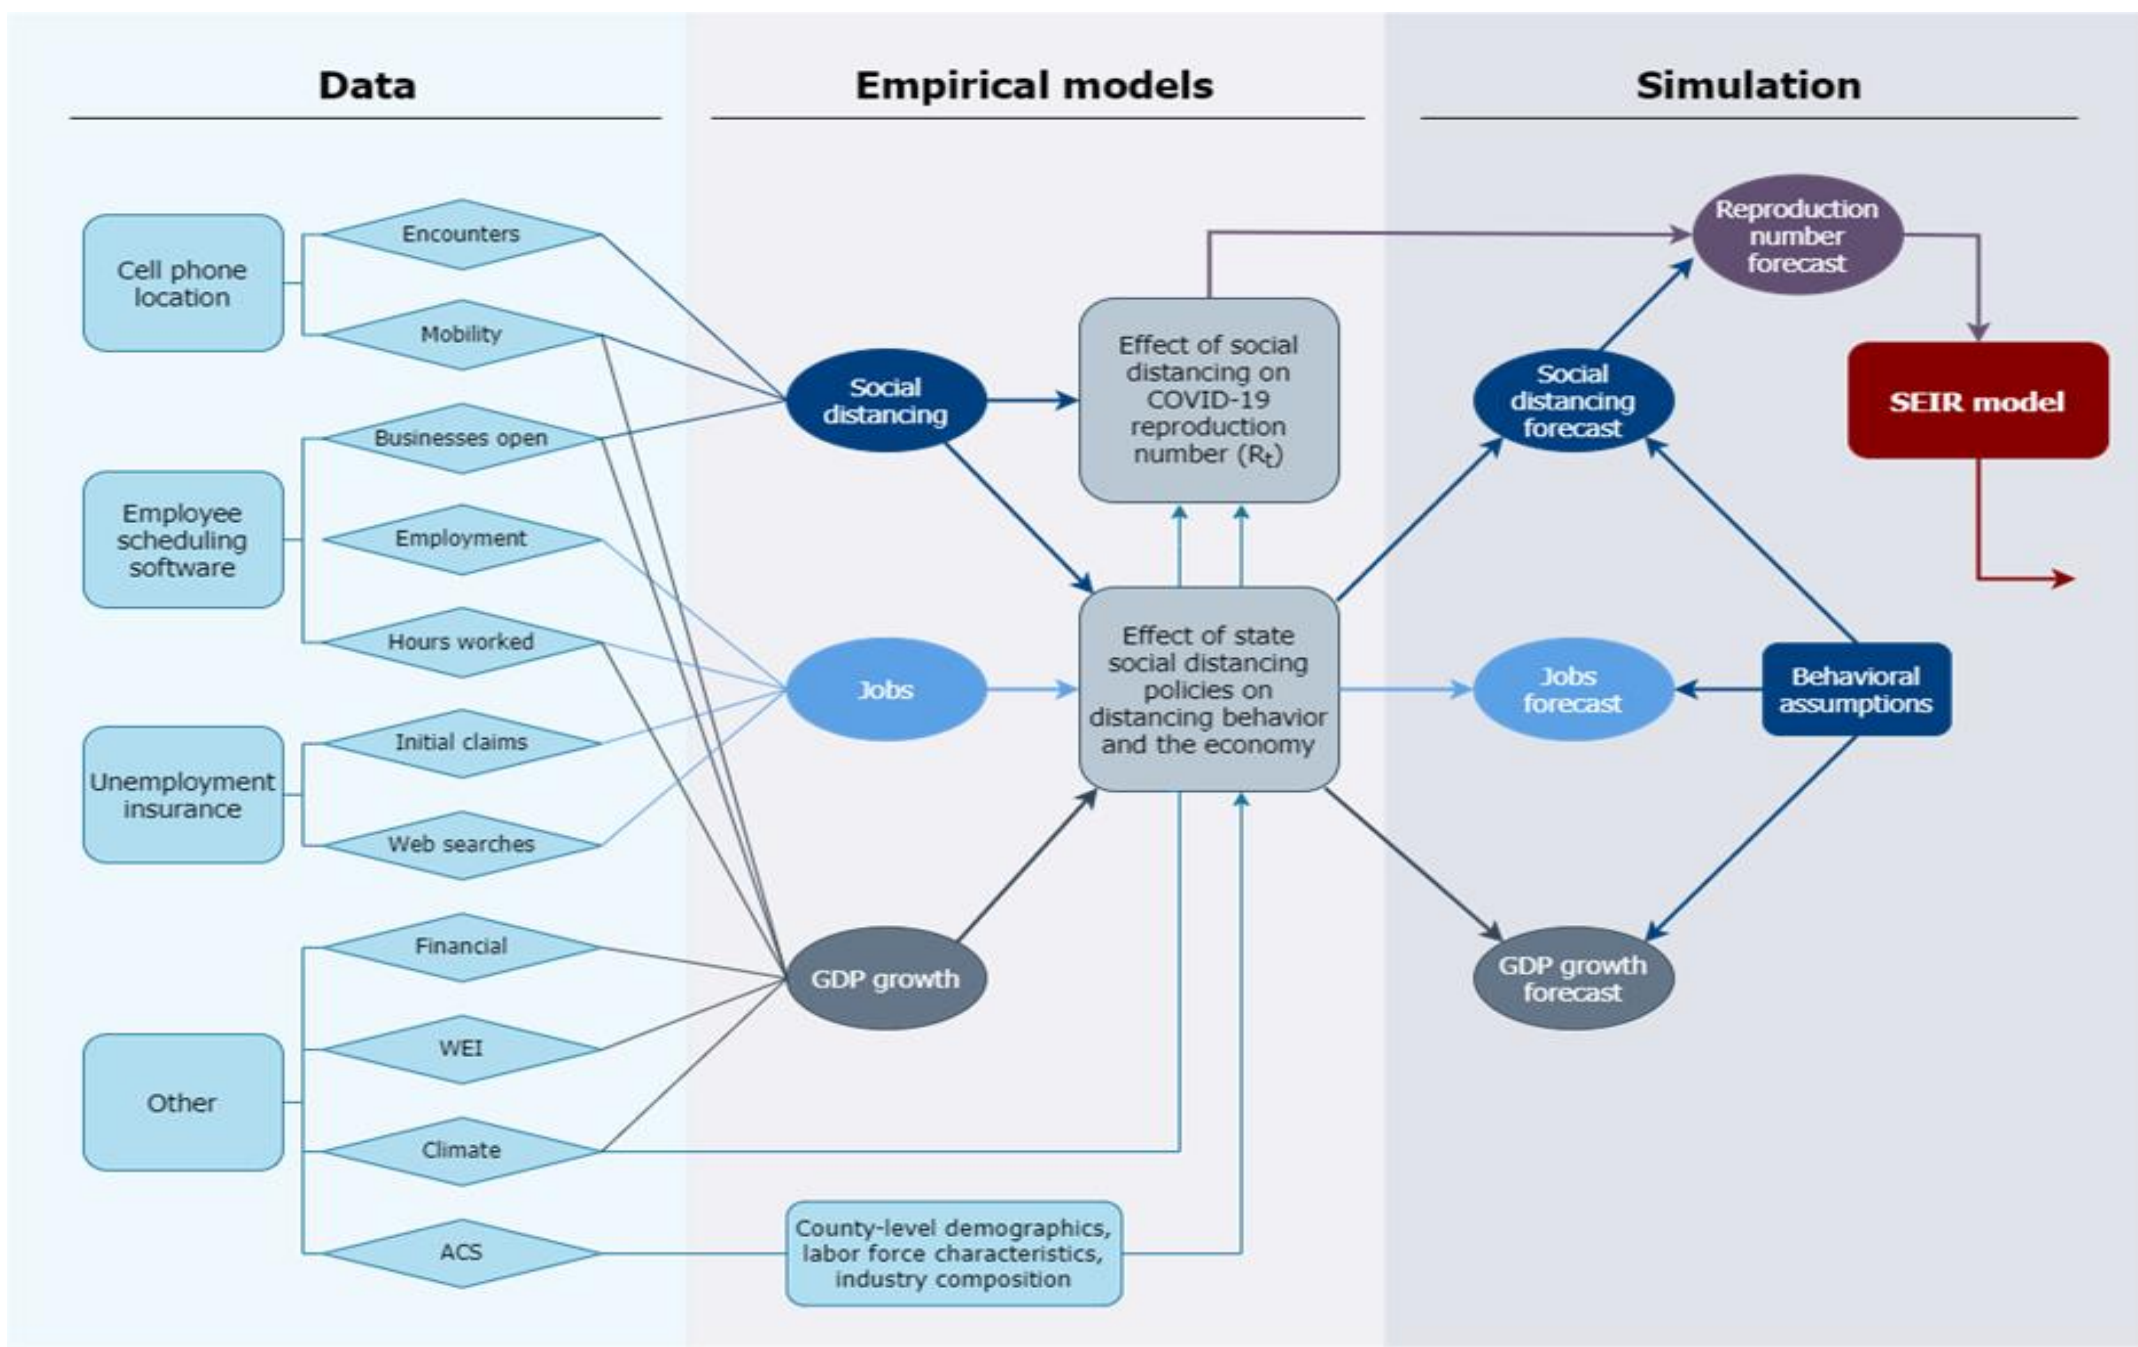 Data
Empirical models
Simulation
Cell phone
location
Encounters
Mobility
Employee
scheduling
software
Businesses open
Employment
Hours worked
Unemployment
insurance
Initial claims
Web searches
Other
Financial
WEI
Climate
ACS
Social
distancing
Jobs
GDP growth
County-level demographics,
labor force characteristics,
industry composition
Effect of social
distancing on
COVID-19
reproduction
number (Rt)
Effect of state
social distancing
policies on
distancing behavior
and the economy
Reproduction
number
forecast
Social
distancing
forecast
SEIR model
Jobs
forecast
Behavioral
assumptions
GDP growth
forecast